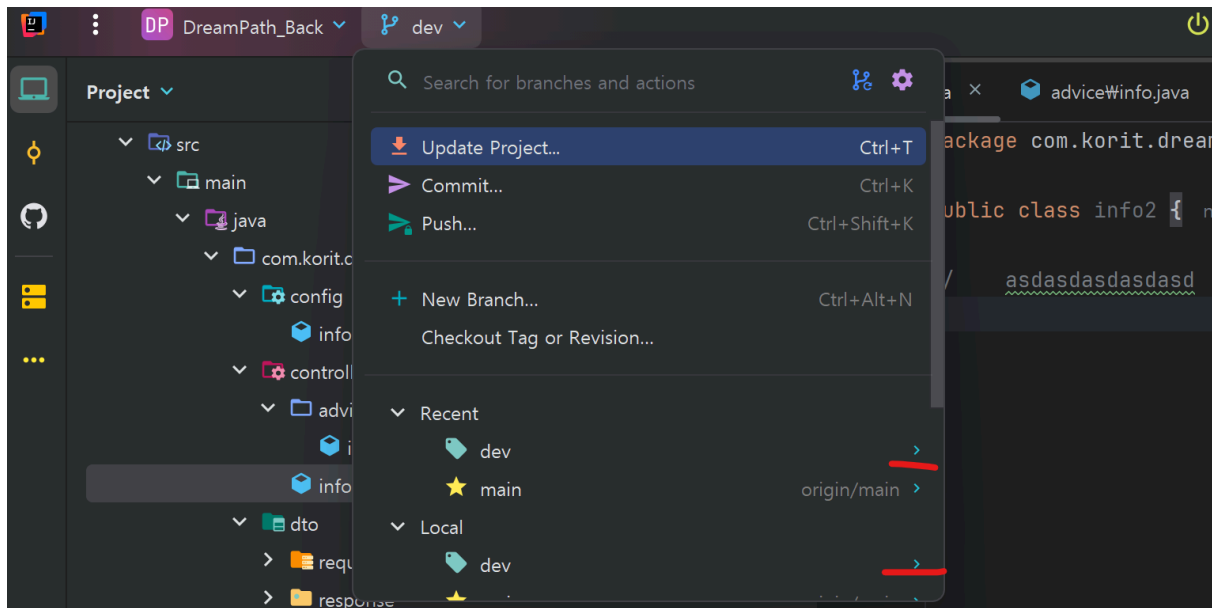 DP DreamPath_Back dev
Project
Search for branches and actions
a
advice₩info.java
Update Project... Ctrl+T
Commit... Ctrl+K
Push... Ctrl+Shift+K
New Branch... Ctrl+Alt+N
Checkout Tag or Revision...
Recent
dev
main origin/main
Local
dev
src
main
java
com.korit.d
config
info
controll
advi
i
info
dto
requ
response
ackage com.korit.drea
ublic class info2 {
/ asdasdasdasdasd